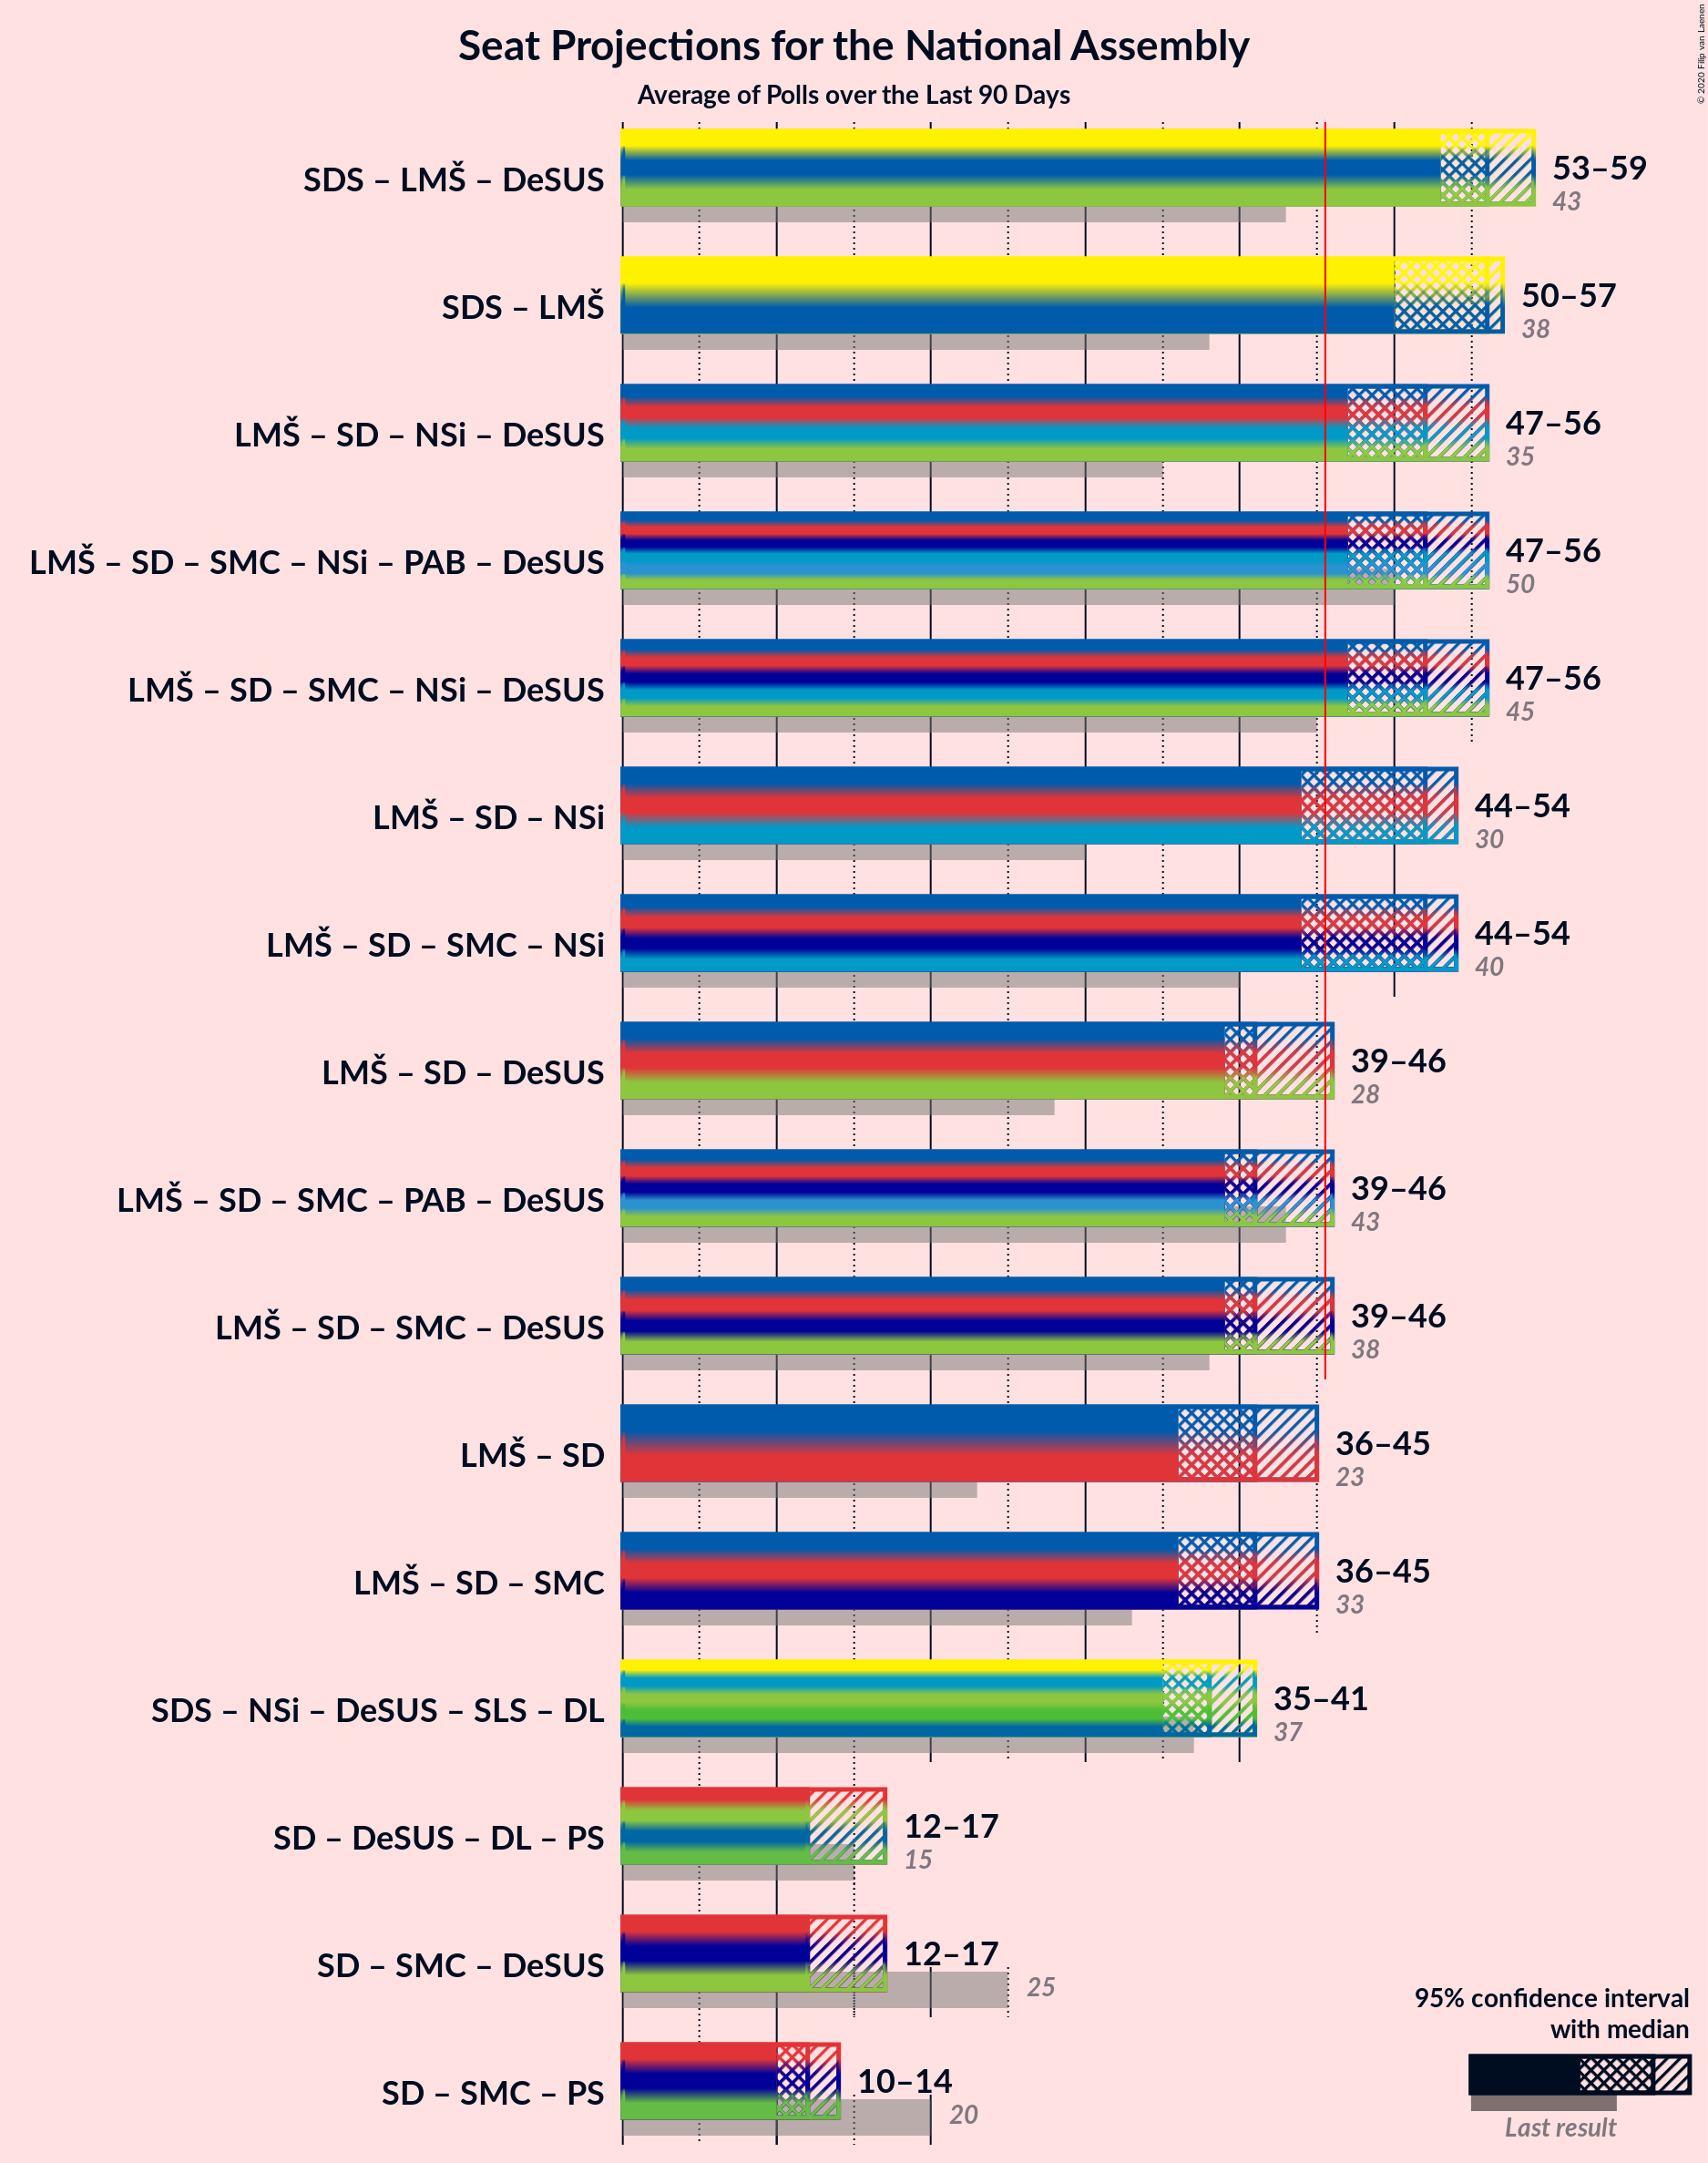 Seat Projections for the National Assembly
Average of Polls over the Last 90 Days
© 2020 Filip van Laenen
SDS – LMŠ – DeSUS
53–59
43
SDS – LMŠ
50–57
38
LMŠ – SD – NSi – DeSUS
47–56
35
LMŠ – SD – SMC – NSi – PAB – DeSUS
47–56
50
LMŠ – SD – SMC – NSi – DeSUS
47–56
45
LMŠ – SD – NSi
44–54
30
LMŠ – SD – SMC – NSi
44–54
40
LMŠ – SD – DeSUS
39–46
28
LMŠ – SD – SMC – PAB – DeSUS
39–46
43
LMŠ – SD – SMC – DeSUS
39–46
38
LMŠ – SD
36–45
23
LMŠ – SD – SMC
36–45
33
SDS – NSi – DeSUS – SLS – DL
35–41
37
SD – DeSUS – DL – PS
12–17
15
SD – SMC – DeSUS
12–17
25
SD – SMC – PS
10–14
20
95% confidence interval
with median
Last result